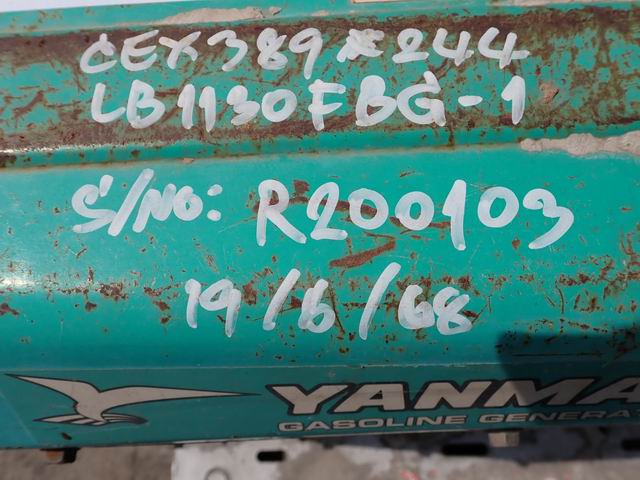 CEX389*244
LB1130FBG-1
S/NO: R200103
19/6/68
YANMA
GASOLINE GENERA